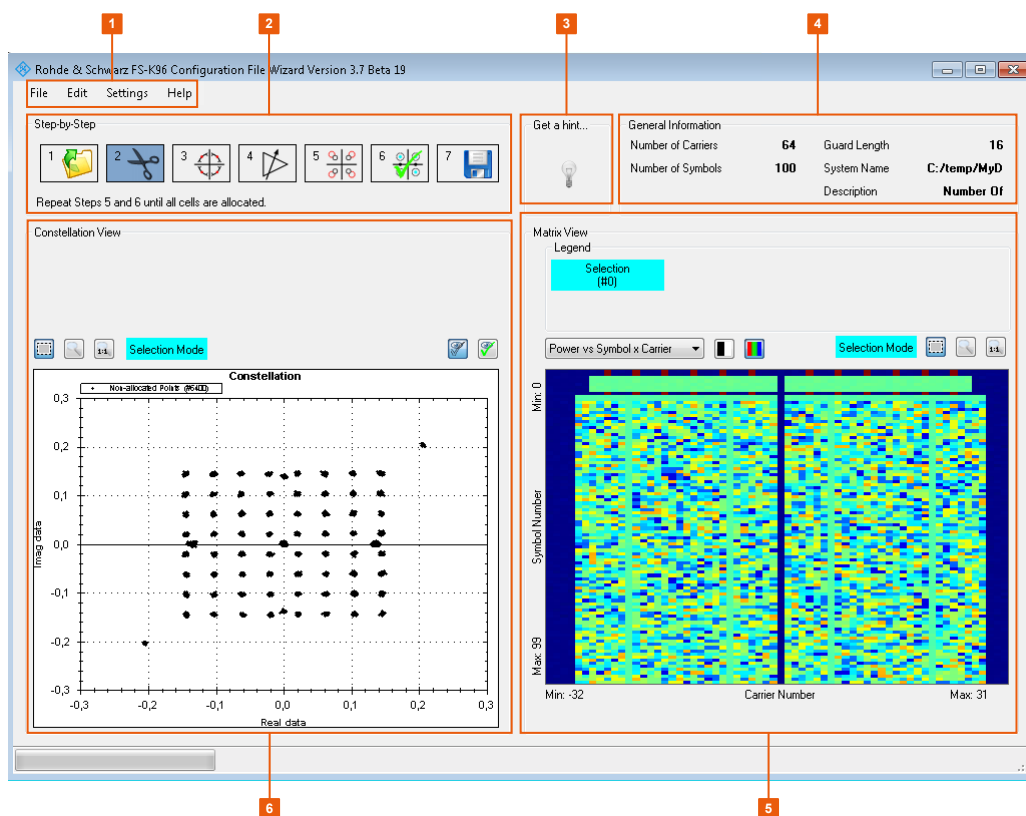 1
2
3
4
Rohde & Schwarz FS-K96 Configuration File Wizard Version 3.7 Beta 19
File Edit Settings Help
Step-by-Step
1 2 3 4 5 6 7
Repeat Steps 5 and 6 until all cells are allocated.
Get a hint...
General Information
Number of Carriers 64 Guard Length 16
Number of Symbols 100 System Name C:/temp/MyD
Description Number Of
Constellation View
1:1
Selection Mode
Constellation
Non-allocated Points (#6400)
0,3
0,2
0,1
0,0
-0,1
-0,2
-0,3
Imag data
-0,3 -0,2 -0,1 0,0 0,1 0,2 0,3
Real data
Matrix View
Legend
Selection
(#0)
Power vs Symbol x Carrier
Selection Mode
1:1
Min: 0
Symbol Number
Max: 99
Min: -32 Carrier Number Max: 31
6
5